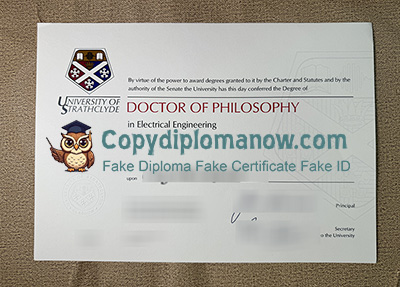 By virtue of the power to award degrees granted to it by the Charter and Statutes and by the
authority of the Senate the University has this day conferred the Degree of
UNIVERSITY OF
STRATHCLYDE
DOCTOR OF PHILOSOPHY
in Electrical Engineering
Copydiplomanow.com
Fake Diploma Fake Certificate Fake ID
upon
Principal
Secretary
to the University